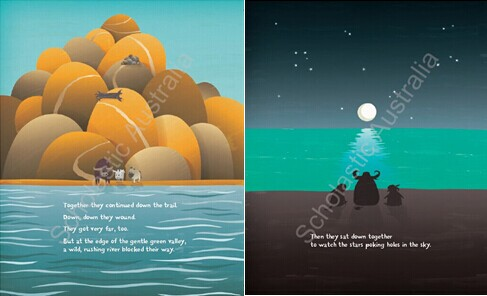 Together they continued down the trail.
Down, down they wound.
They got very far, too.
But at the edge of the gentle green valley,
a wild, rushing river blocked their way.
Then they sat down together
to watch the stars poking holes in the sky.
Scholastic Australia
Scholastic Australia